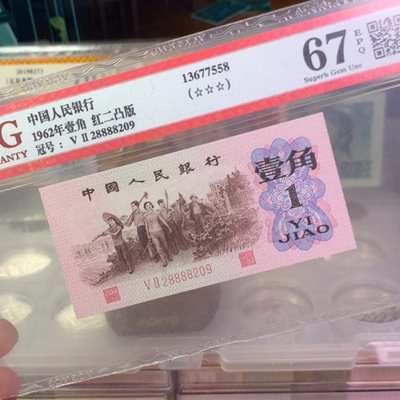 20190273
13677558
(☆☆☆)
67
EPQ
Superb Gem Unc
G
ANTY
中国人民银行
1962年壹角 红二凸版
冠号： V II 28888209
中国人民银行
壹角
1
YI
JIAO
V II 28888209